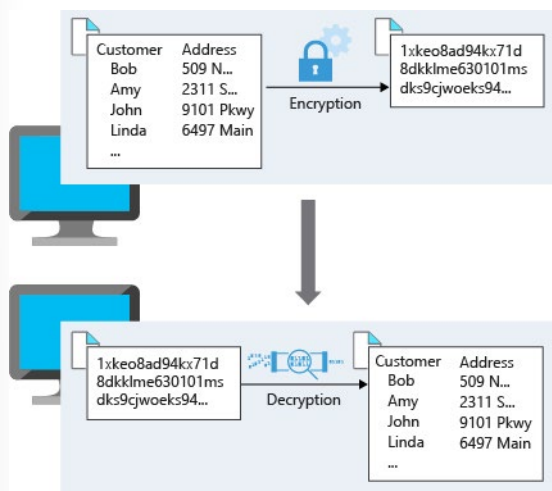 Customer Address
Bob 509 N...
Amy 2311 S...
John 9101 Pkwy
Linda 6497 Main
...
Encryption
1xkeo8ad94kx71d
8dkklme630101ms
dks9cjwoeks94...
1xkeo8ad94kx71d
8dkklme630101ms
dks9cjwoeks94...
Decryption
Customer Address
Bob 509 N...
Amy 2311 S...
John 9101 Pkwy
Linda 6497 Main
...